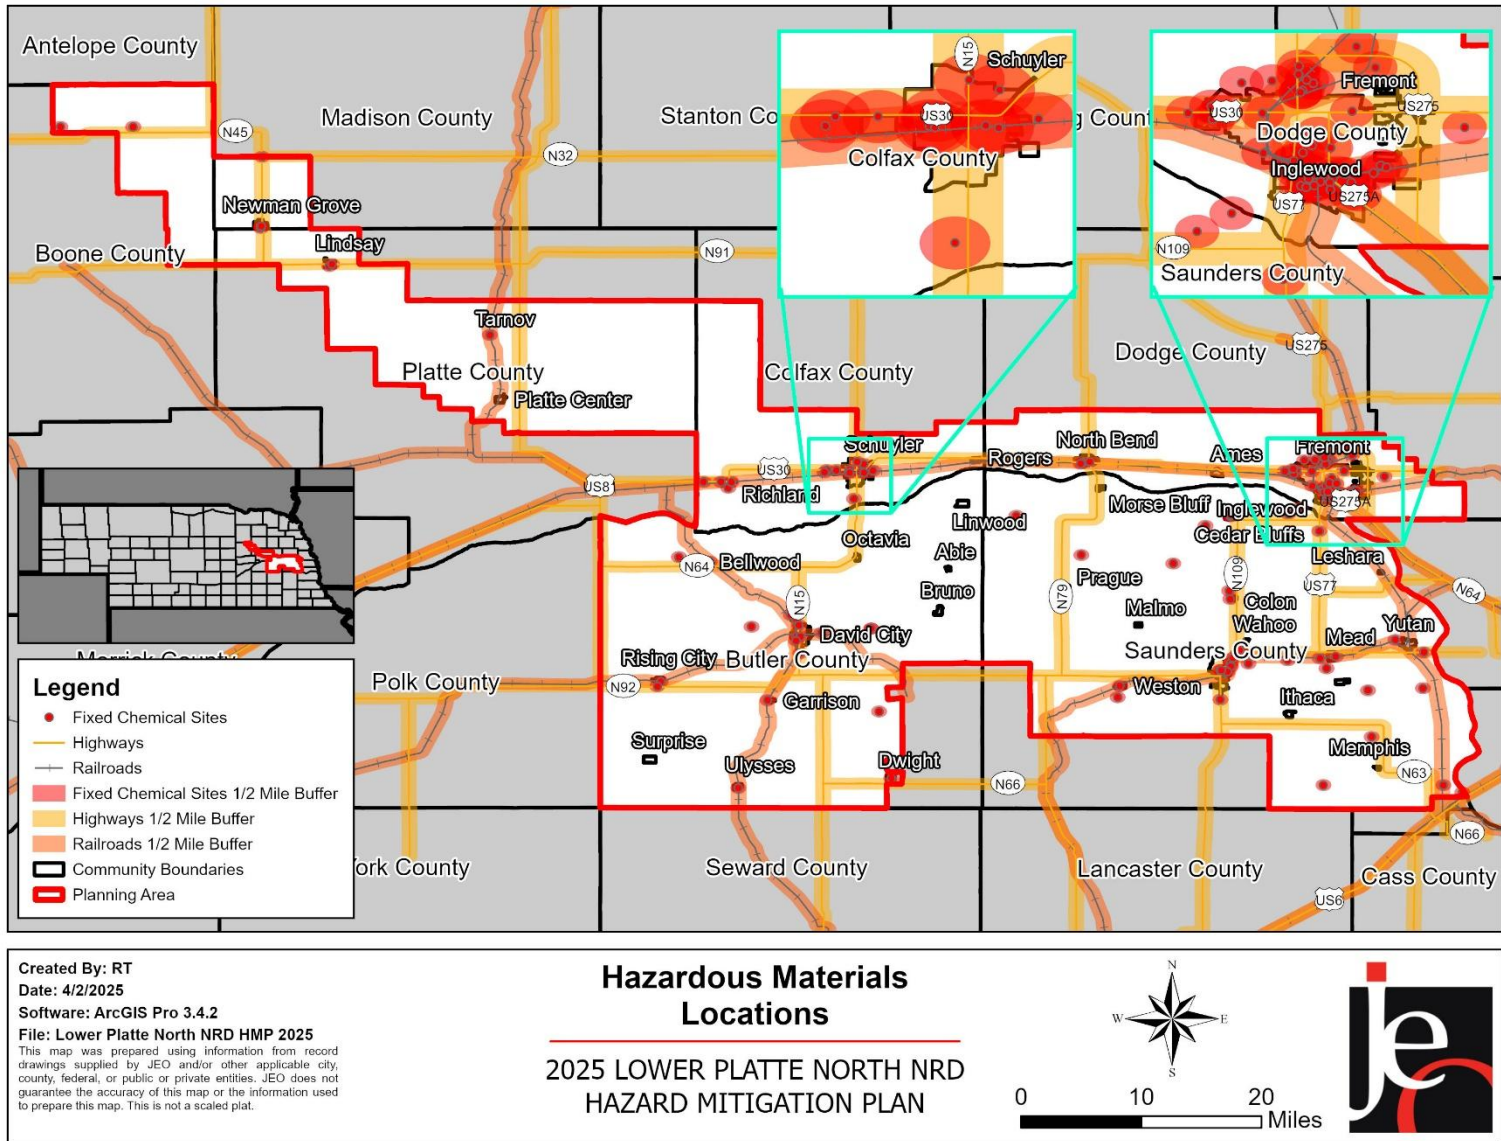 Antelope County
Madison County
Stanton Co
g Count
N45
N32
Newman Grove
Lindsay
Boone County
N91
Tarnov
Platte County
Platte Center
Colfax County
Dodge County
US275
N15
Schuyler
US30
Colfax County
Fremont
US275
US30
Dodge County
Inglewood
US275A
US77
N109
Saunders County
Schuyler
Rogers
North Bend
Ames
Fremont
US30
US81
Richland
Linwood
Morse Bluff
Inglewood
US275A
Cedar Bluffs
Leshara
Octavia
Abie
Bruno
Bellwood
N64
N15
N79
Prague
Malmo
N109
Colon
Wahoo
US77
N64
Mead
Yutan
David City
Rising City
Butler County
Saunders County
N92
Garrison
Weston
Ithaca
Surprise
Ulysses
Dwight
Memphis
N66
N63
Polk County
Seward County
Lancaster County
Cass County
N66
US6
ork County
Legend
Fixed Chemical Sites
Highways
Railroads
Fixed Chemical Sites 1/2 Mile Buffer
Highways 1/2 Mile Buffer
Railroads 1/2 Mile Buffer
Community Boundaries
Planning Area
Created By: RT
Date: 4/2/2025
Software: ArcGIS Pro 3.4.2
File: Lower Platte North NRD HMP 2025
This map was prepared using information from record
drawings supplied by JEO and/or other applicable city,
county, federal, or public or private entities. JEO does not
guarantee the accuracy of this map or the information used
to prepare this map. This is not a scaled plat.
Hazardous Materials
Locations
2025 LOWER PLATTE NORTH NRD
HAZARD MITIGATION PLAN
N
W E
S
0 10 20
Miles
jeo